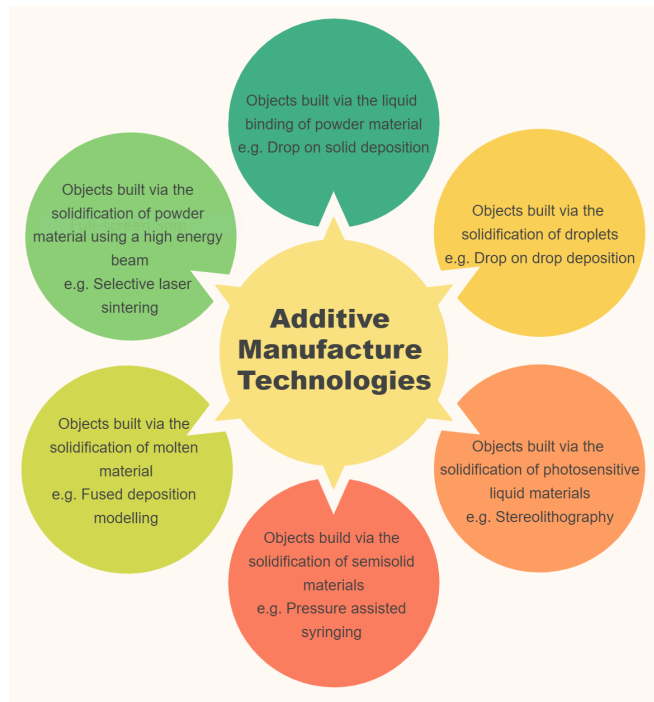 Objects built via the liquid
binding of powder material
e.g. Drop on solid deposition
Objects built via the
solidification of droplets
e.g. Drop on drop deposition
Objects built via the
solidification of photosensitive
liquid materials
e.g. Stereolithography
Objects build via the
solidification of semisolid
materials
e.g. Pressure assisted
syringing
Objects built via the
solidification of molten
material
e.g. Fused deposition
modelling
Objects built via the
solidification of powder
material using a high energy
beam
e.g. Selective laser
sintering
Additive
Manufacture
Technologies